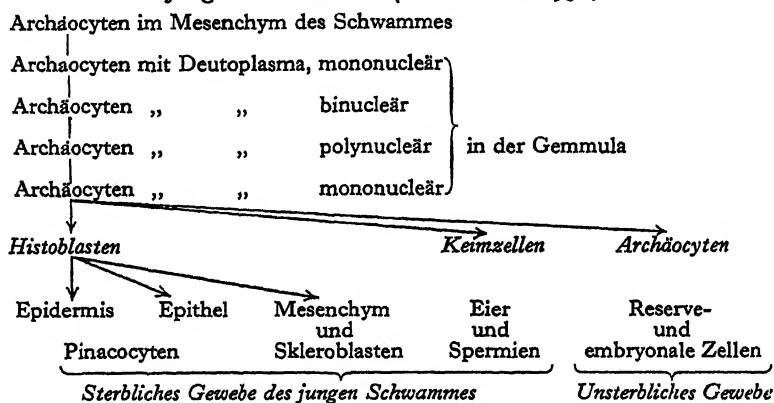 Archäocyten im Mesenchym des Schwammes
Archäocyten mit Deutoplasma, mononucleär
Archäocyten „ „ binucleär
Archäocyten „ „ polynucleär in der Gemmula
Archäocyten „ „ mononucleär
Histoblasten Keimzellen Archäocyten
Epidermis Epithel Mesenchym Eier Reserve-
und und und
Pinacocyten Skleroblasten Spermien embryonale Zellen
Sterbliches Gewebe des jungen Schwammes Unsterbliches Gewebe